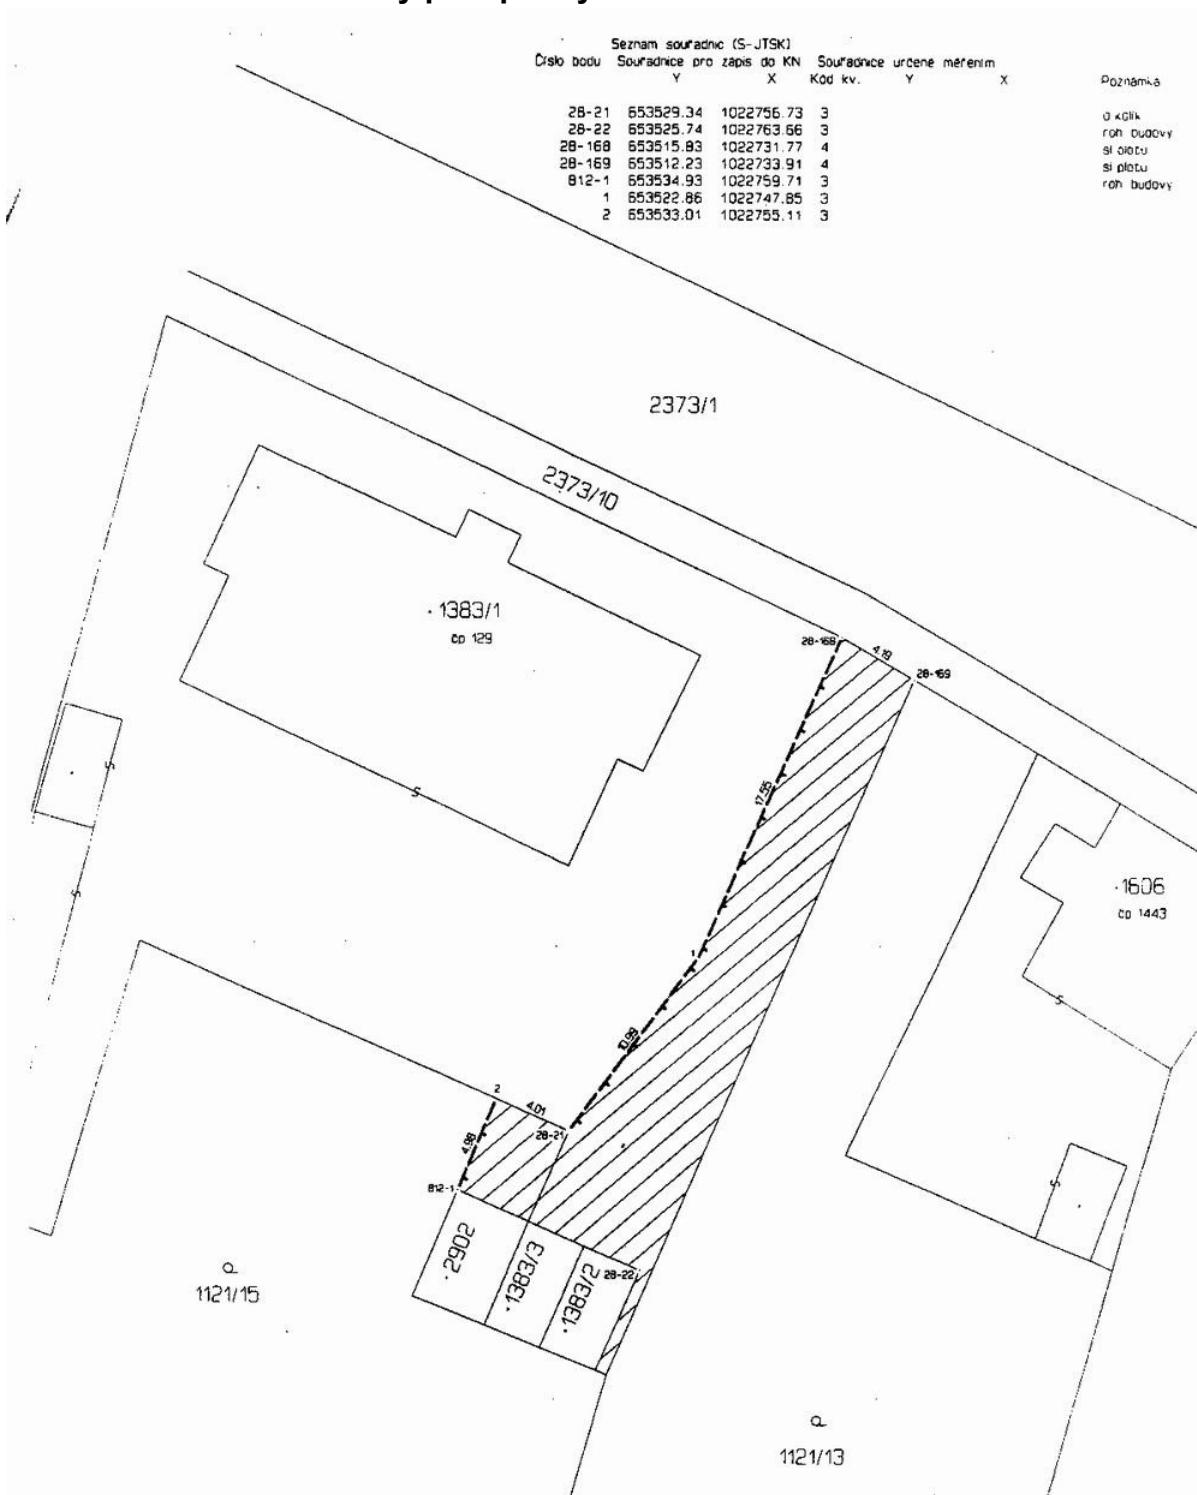 Seznam souřadnic (S-JTSK)
Číslo bodu Souřadnice pro zápis do KN Souřadnice určené měřením
Y X Kód kv. Y X Poznámka
28-21 653529.34 1022756.73 3 kolík
28-22 653525.74 1022763.66 3 roh budovy
28-168 653515.83 1022731.77 4 sl plotu
28-169 653512.23 1022733.91 4 sl plotu
812-1 653534.93 1022759.71 3 roh budovy
1 653522.86 1022747.85 3
2 653533.01 1022755.11 3
2373/1
2373/10
1383/1
čp 129
28-168
4.19
28-169
17.55
1606
čp 1443
1
10.99
2
4.01
28-21
4.98
812-1
2902
1383/3
1383/2
28-22
1121/15
1121/13